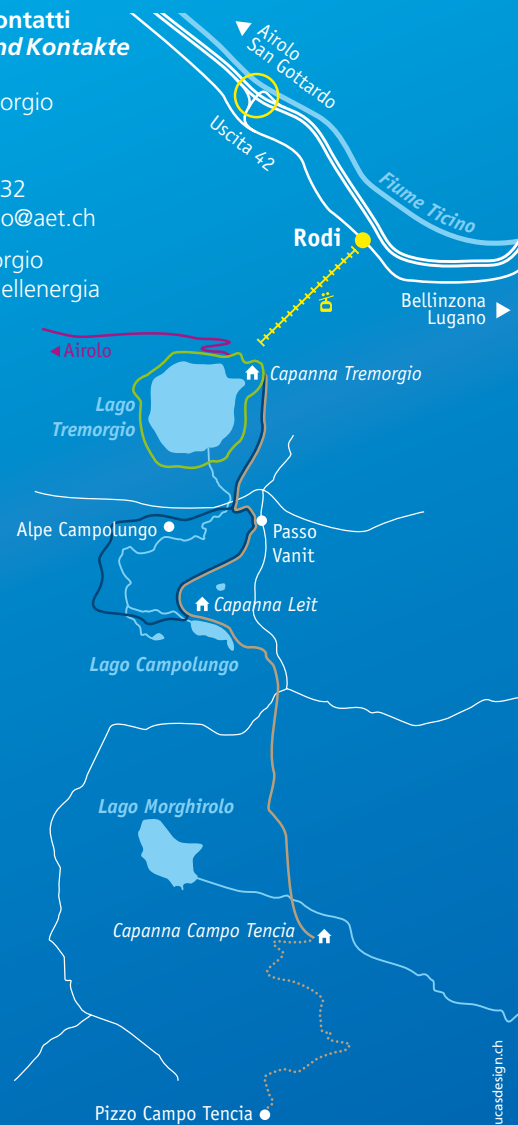 ontatti
nd Kontakte
orgio
32
o@aet.ch
orgio
ellenergia
Airolo
San Gottardo
Uscita 42
Fiume Ticino
Rodi
Bellinzona
Lugano
Airolo
Capanna Tremorgio
Lago
Tremorgio
Alpe Campolungo
Passo
Vanit
Capanna Leìt
Lago Campolungo
Lago Morghirolo
Capanna Campo Tencia
Pizzo Campo Tencia
ucasdesign.ch